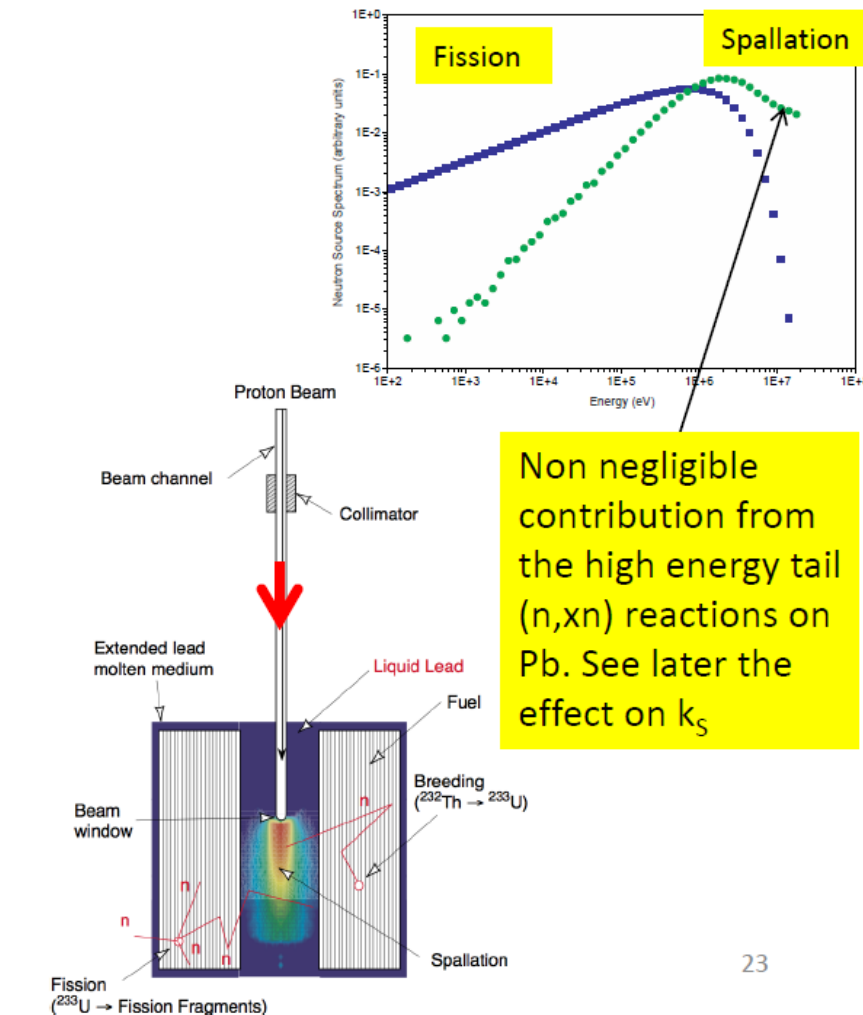 Fission
Spallation
Neutron Source Spectrum (arbitrary units)
1E+0
1E-1
1E-2
1E-3
1E-4
1E-5
1E-6
1E+2 1E+3 1E+4 1E+5 1E+6 1E+7 1E+
Energy (eV)
Non negligible
contribution from
the high energy tail
(n,xn) reactions on
Pb. See later the
effect on kS
Proton Beam
Beam channel
Collimator
Extended lead
molten medium
Liquid Lead
Fuel
Breeding
(²³²Th → ²³³U)
n
Beam
window
n
n
n
n
Spallation
Fission
(²³³U → Fission Fragments)
23